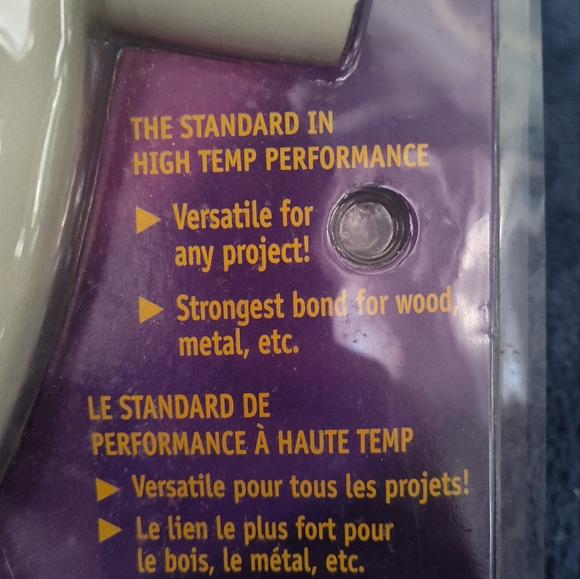 THE STANDARD IN
HIGH TEMP PERFORMANCE
Versatile for
any project!
Strongest bond for wood,
metal, etc.
LE STANDARD DE
PERFORMANCE À HAUTE TEMP
Versatile pour tous les projets!
Le lien le plus fort pour
le bois, le métal, etc.